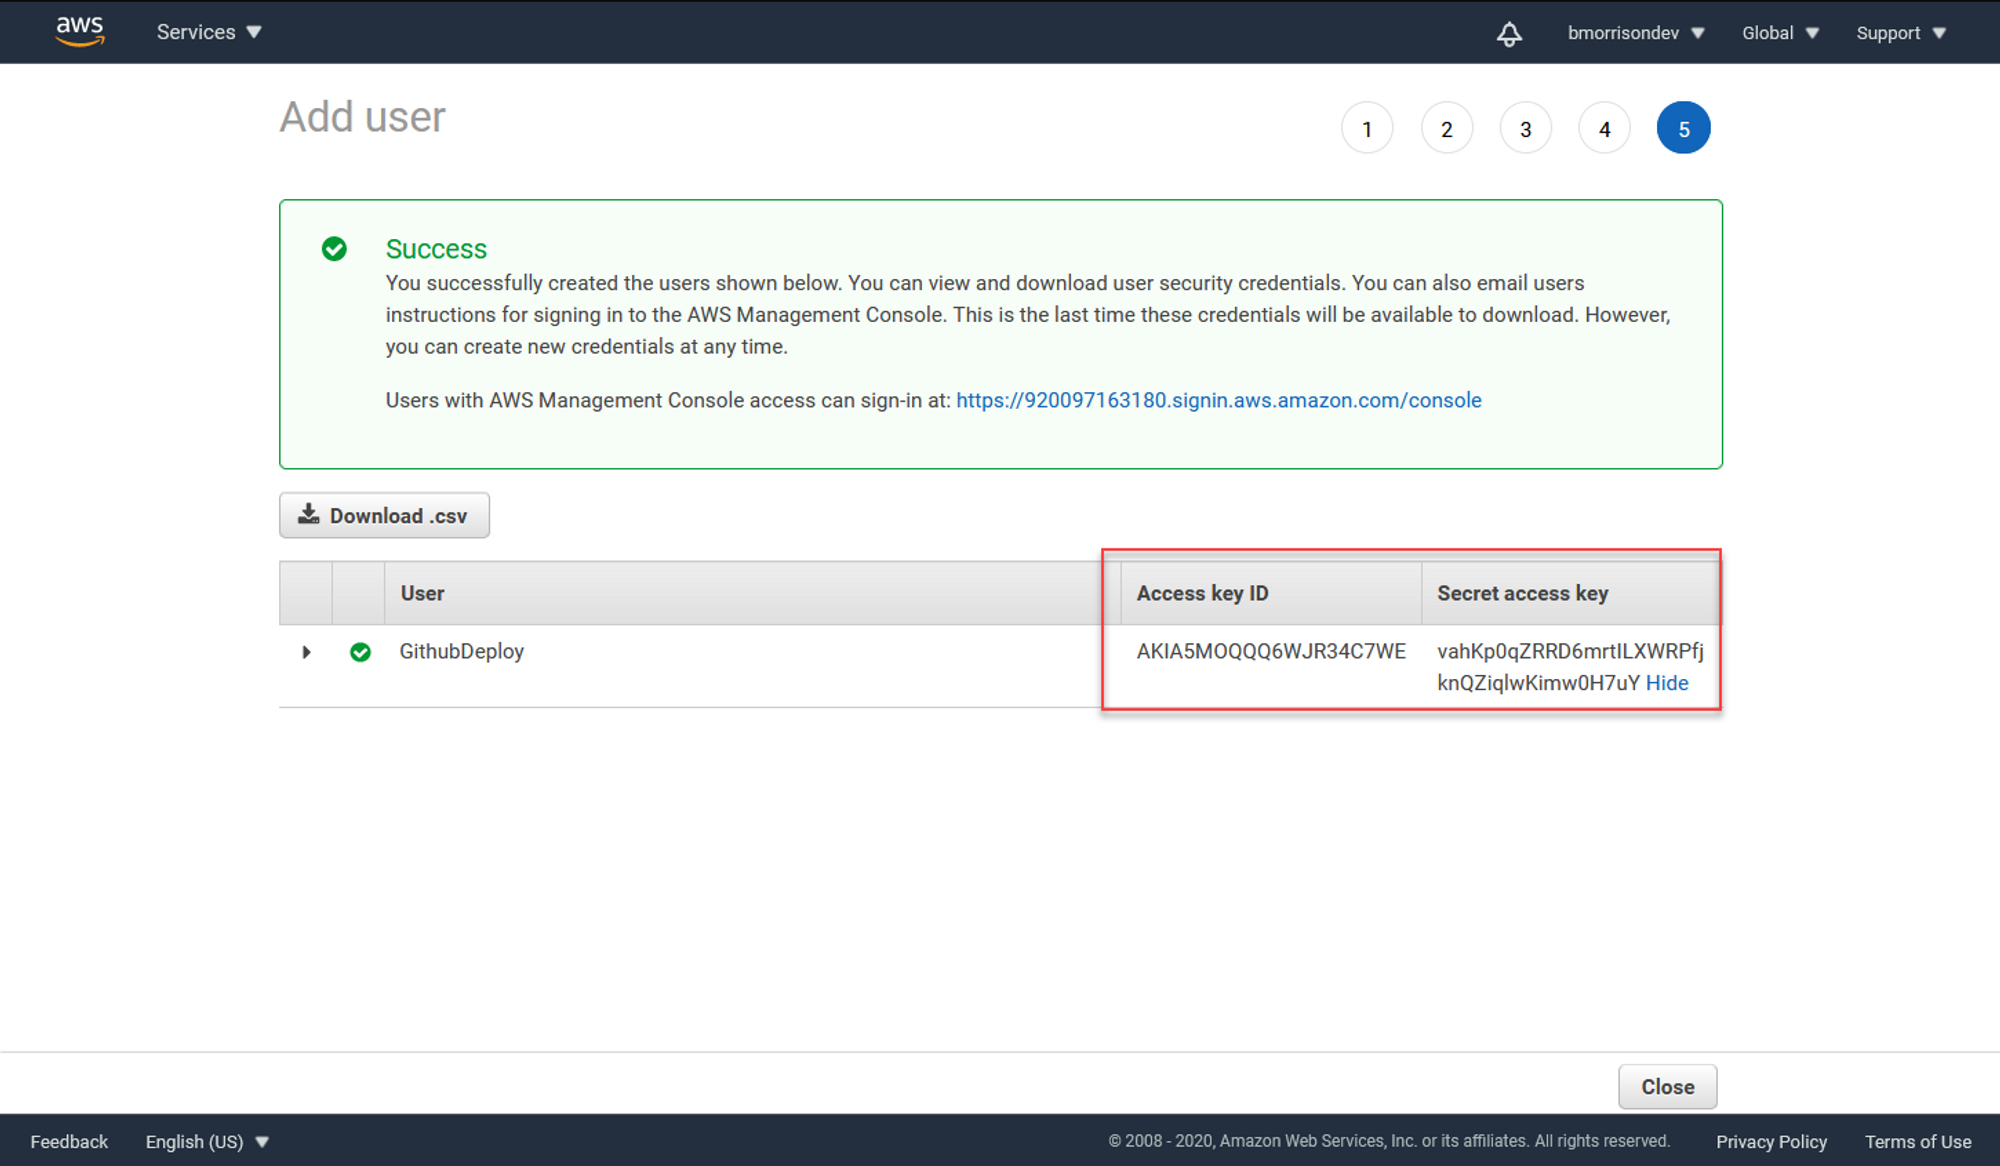 aws
Services
bmorrisondev
Global
Support
Add user
1
2
3
4
5
Success
You successfully created the users shown below. You can view and download user security credentials. You can also email users
instructions for signing in to the AWS Management Console. This is the last time these credentials will be available to download. However,
you can create new credentials at any time.
Users with AWS Management Console access can sign-in at: https://920097163180.signin.aws.amazon.com/console
Download .csv
User
Access key ID
Secret access key
GithubDeploy
AKIA5MOQQQ6WJR34C7WE
vahKp0qZRRD6mrtILXWRPfj
knQZiqlwKimw0H7uY Hide
Close
Feedback
English (US)
© 2008 - 2020, Amazon Web Services, Inc. or its affiliates. All rights reserved.
Privacy Policy
Terms of Use